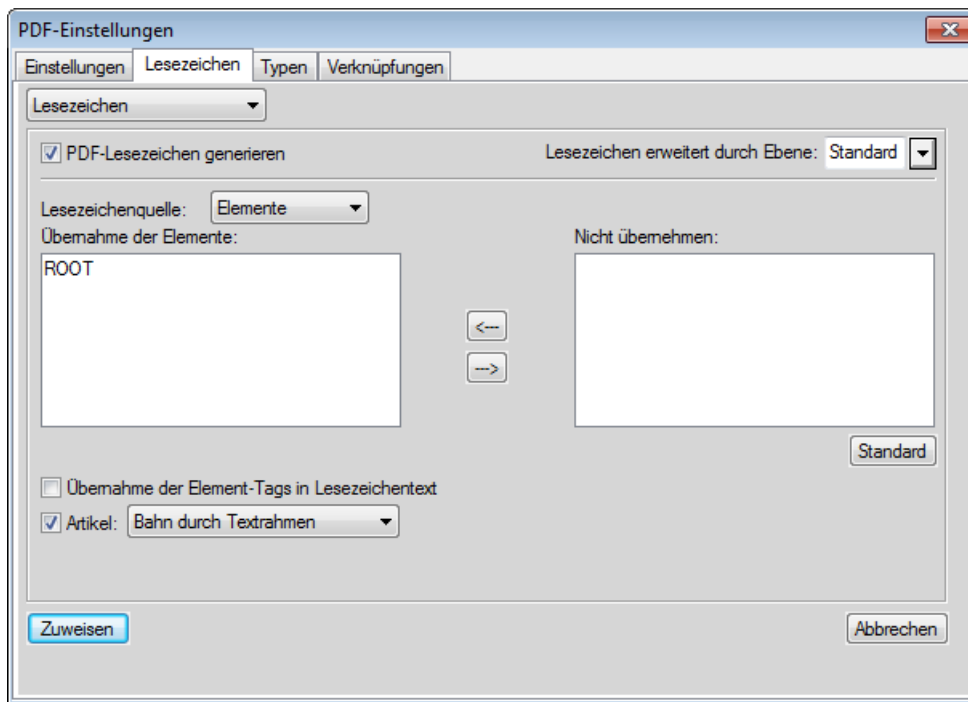 PDF-Einstellungen
Einstellungen Lesezeichen Typen Verknüpfungen
Lesezeichen
PDF-Lesezeichen generieren Lesezeichen erweitert durch Ebene: Standard
Lesezeichenquelle: Elemente
Übernahme der Elemente: Nicht übernehmen:
ROOT
<---
--->
Standard
Übernahme der Element-Tags in Lesezeichentext
Artikel: Bahn durch Textrahmen
Zuweisen Abbrechen